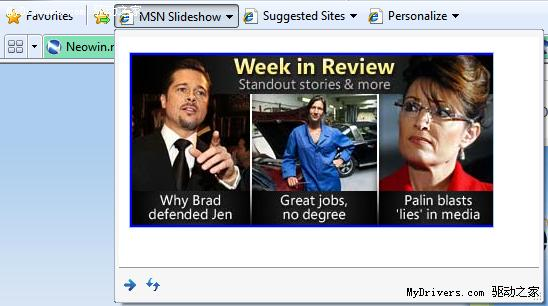 Favorites
MSN Slideshow
Suggested Sites
Personalize
Neowin.n
Week in Review
Standout stories & more
Why Brad
defended Jen
Great jobs,
no degree
Palin blasts
'lies' in media
MyDrivers.com 驱动之家